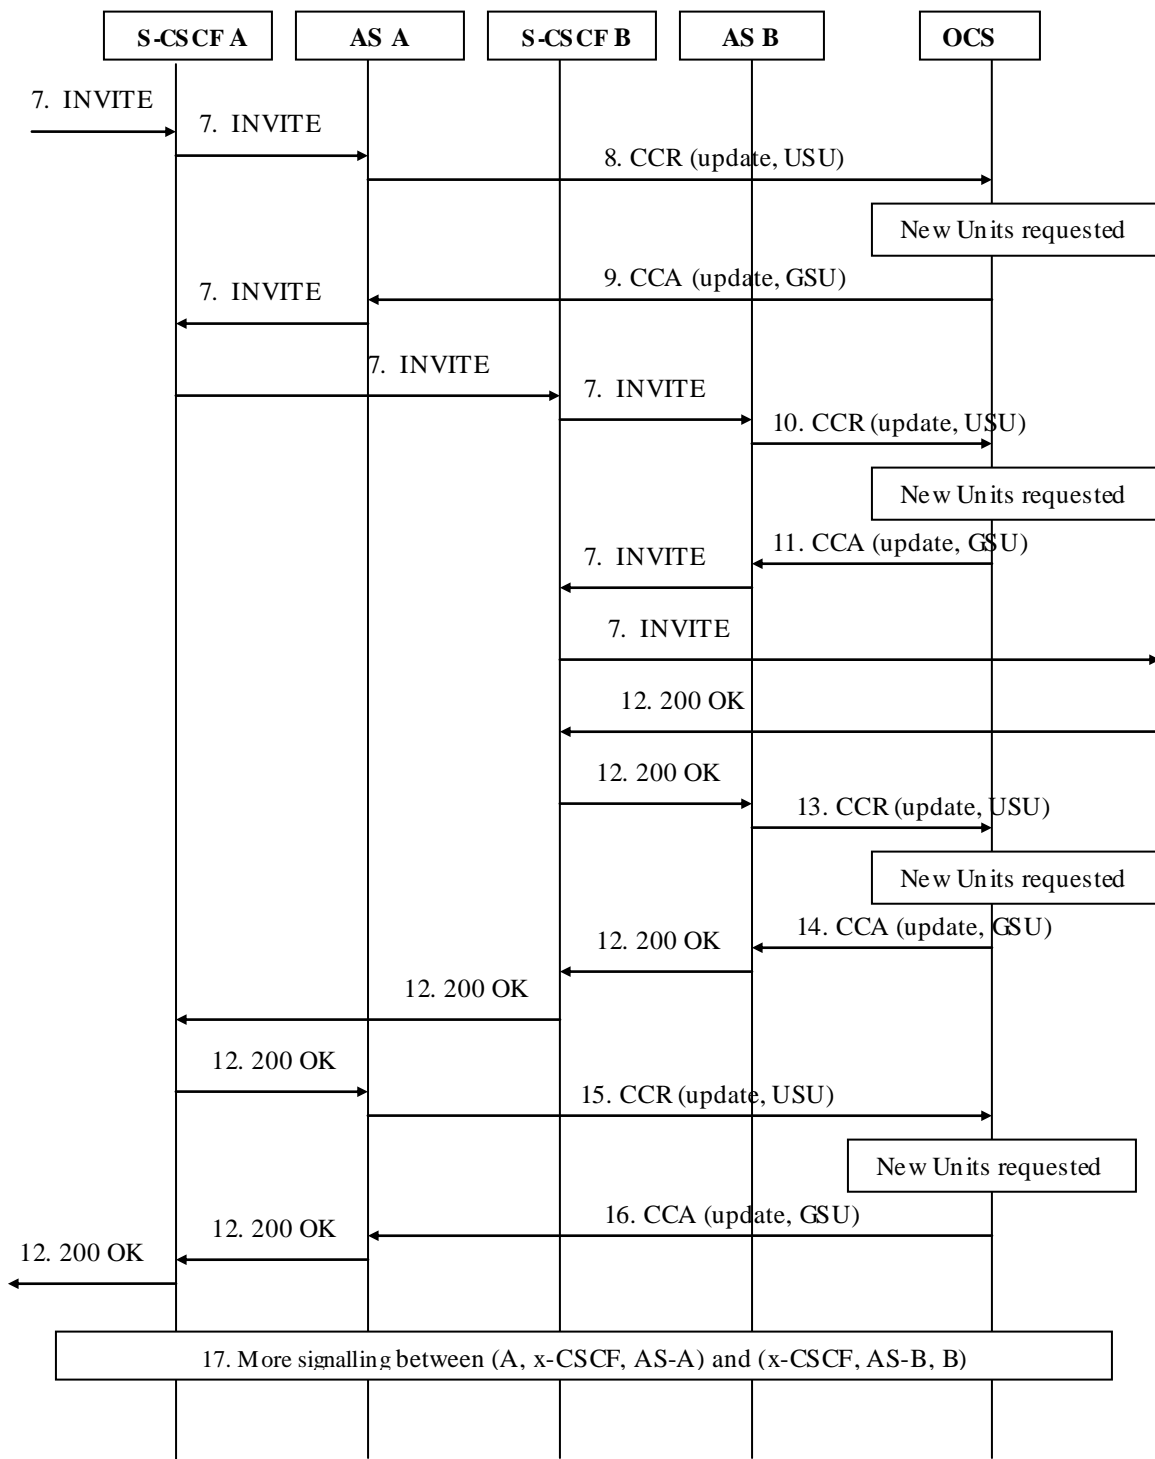 S-CSCF A
AS A
S-CSCF B
AS B
OCS
7. INVITE
7. INVITE
8. CCR (update, USU)
New Units requested
9. CCA (update, GSU)
7. INVITE
7. INVITE
7. INVITE
10. CCR (update, USU)
New Units requested
11. CCA (update, GSU)
7. INVITE
7. INVITE
12. 200 OK
12. 200 OK
13. CCR (update, USU)
New Units requested
14. CCA (update, GSU)
12. 200 OK
12. 200 OK
12. 200 OK
15. CCR (update, USU)
New Units requested
16. CCA (update, GSU)
12. 200 OK
12. 200 OK
17. More signalling between (A, x-CSCF, AS-A) and (x-CSCF, AS-B, B)